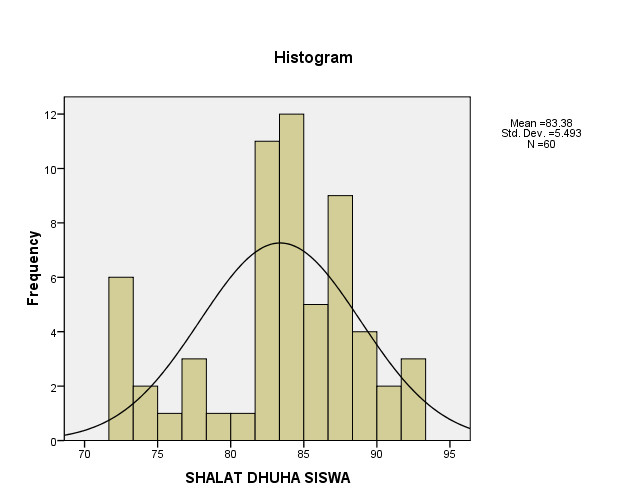 Histogram
Mean =83.38
Std. Dev. =5.493
N =60
Frequency
12
10
8
6
4
2
0
70 75 80 85 90 95
SHALAT DHUHA SISWA